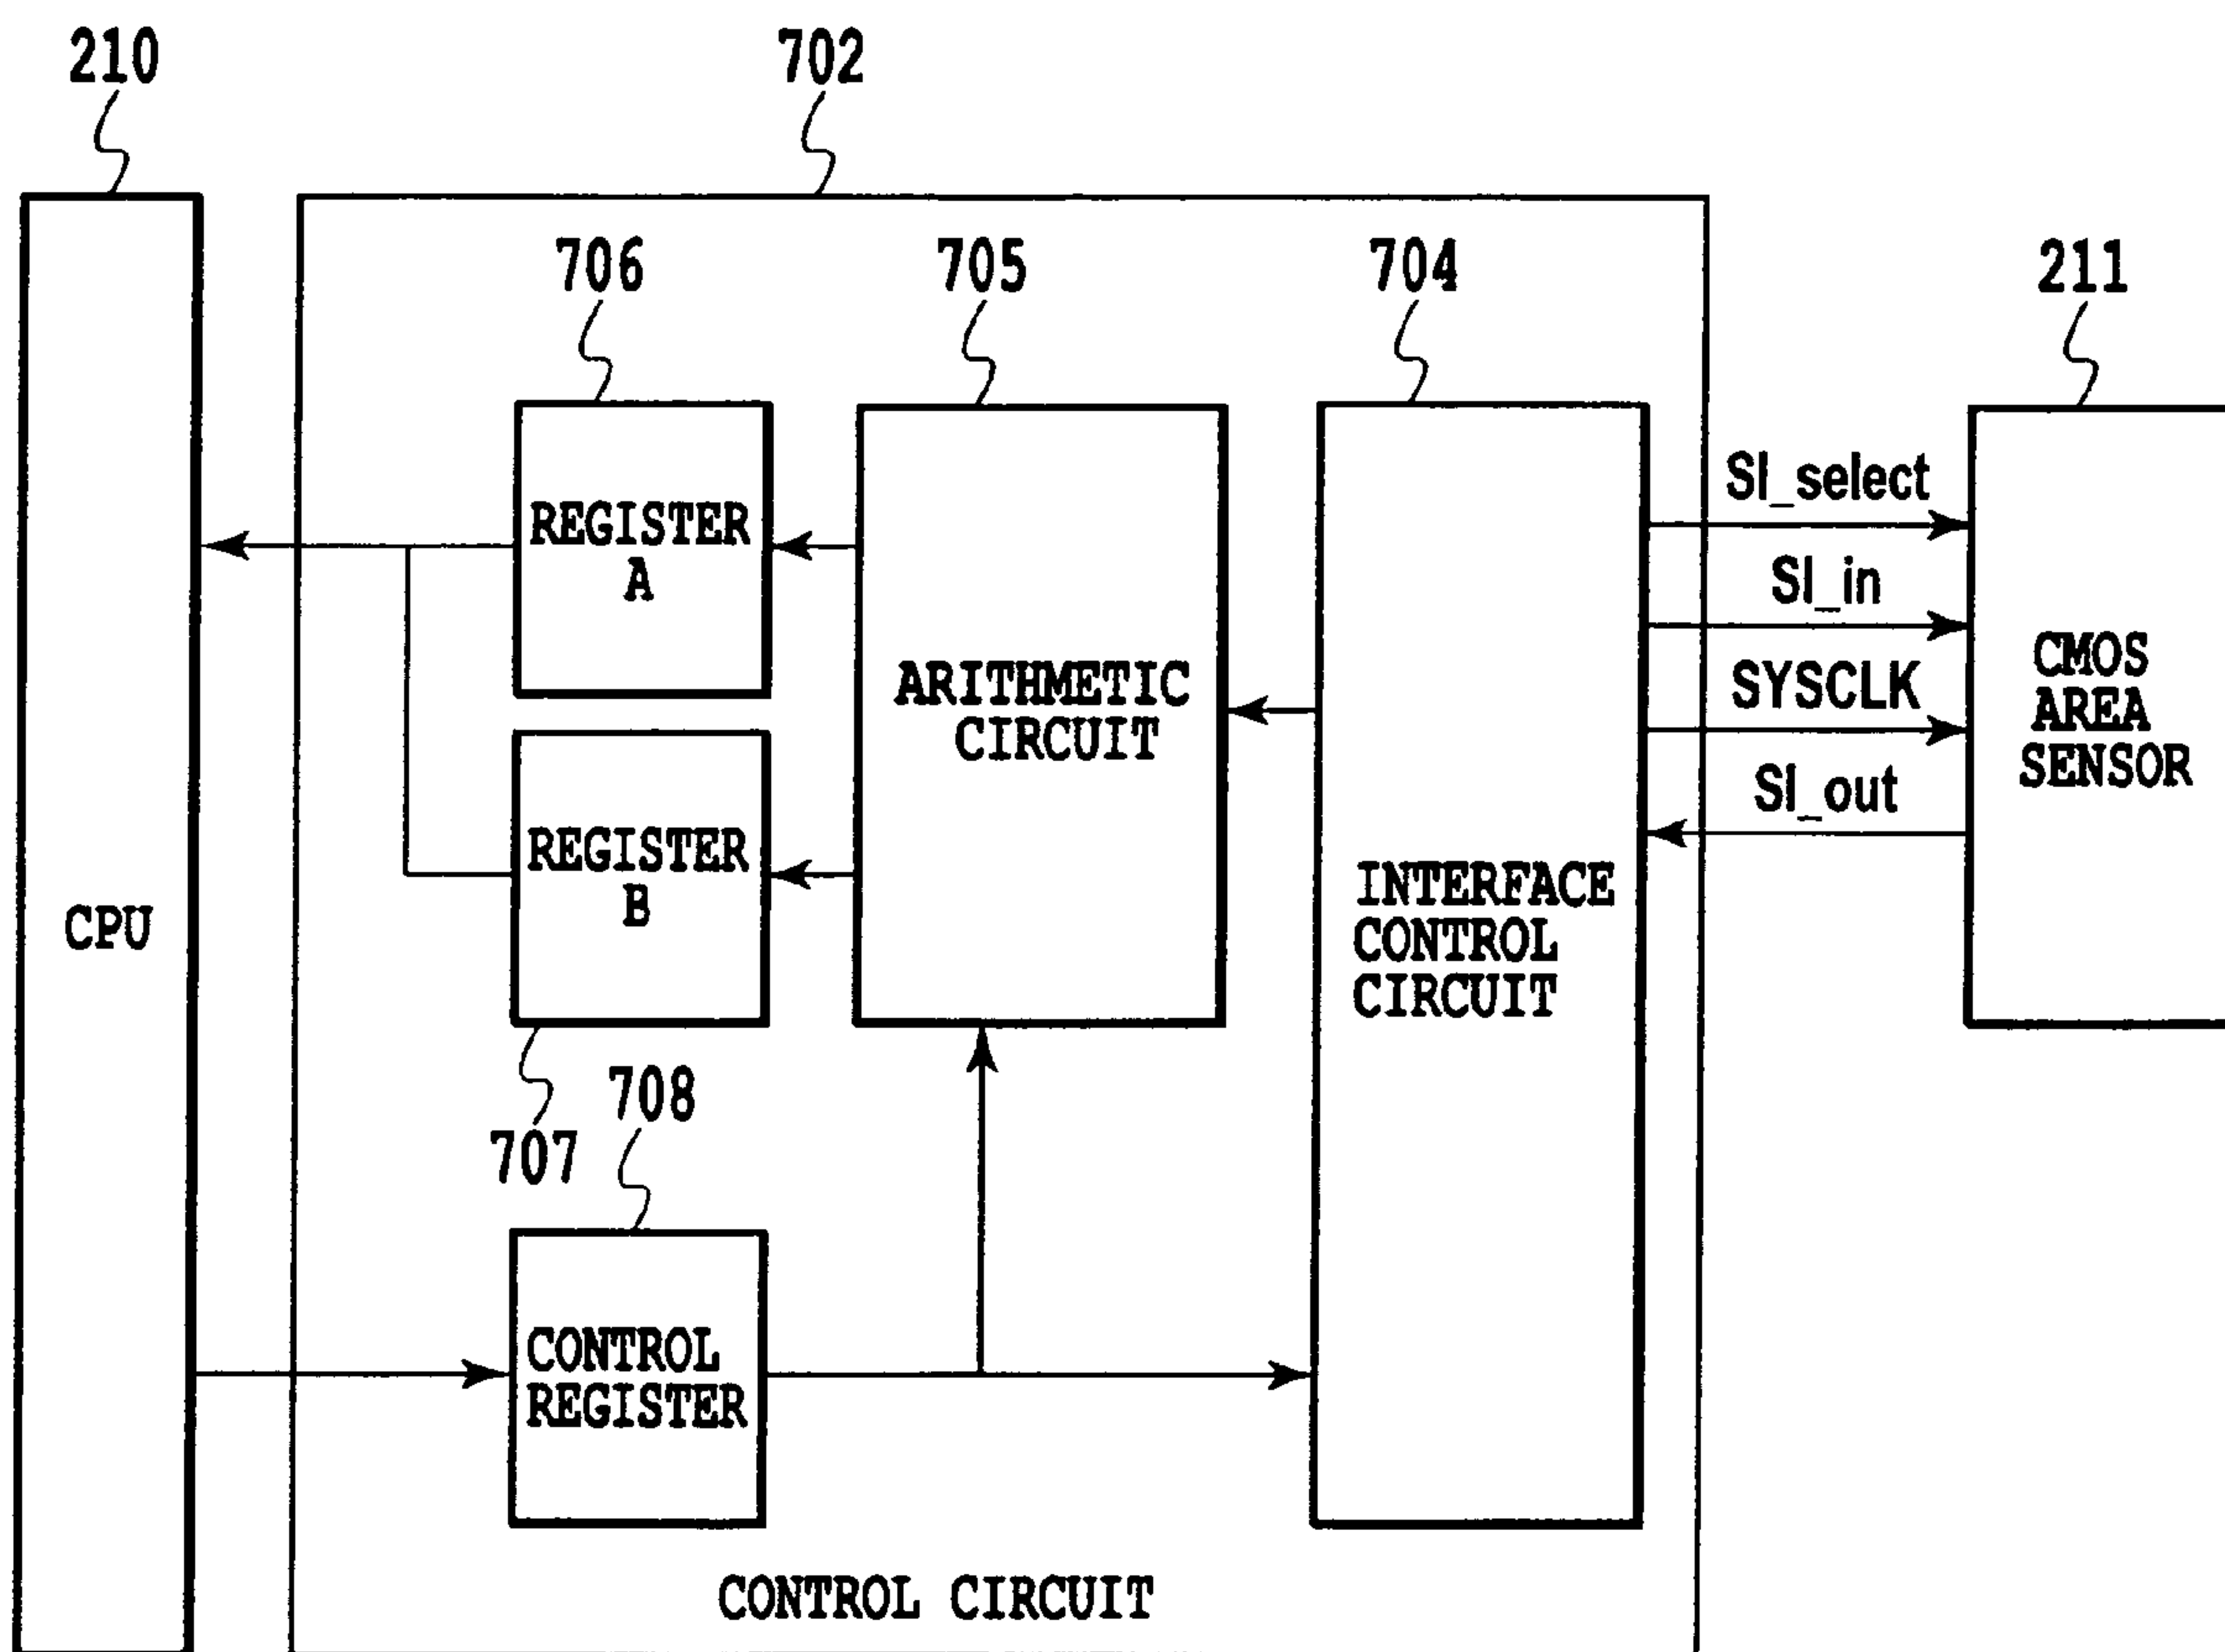 210
702
706
705
704
211
SI_select
SI_in
SYSCLK
SI_out
REGISTER
A
ARITHMETIC
CIRCUIT
CMOS
AREA
SENSOR
REGISTER
B
INTERFACE
CONTROL
CIRCUIT
CPU
707
708
CONTROL
REGISTER
CONTROL CIRCUIT